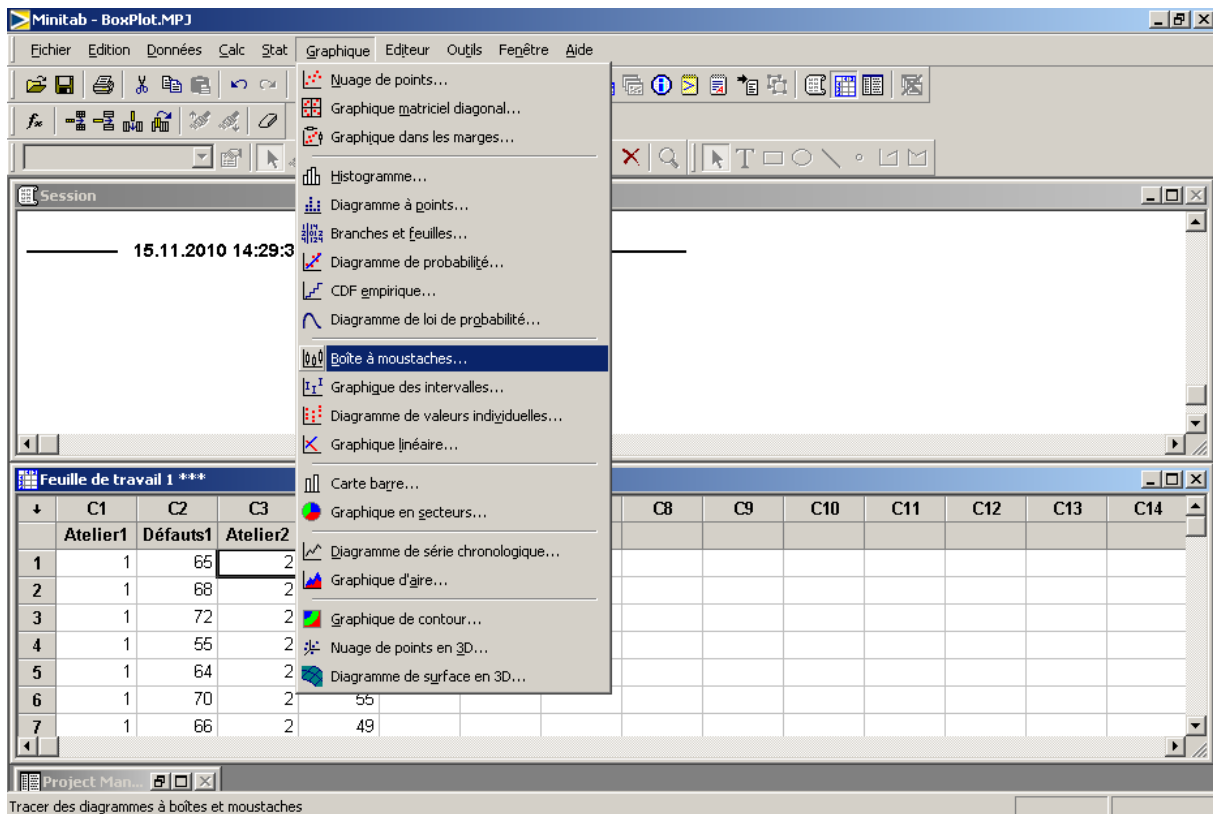 Minitab - BoxPlot.MPJ
Fichier Edition Données Calc Stat Graphique Editeur Outils Fenêtre Aide
Nuage de points...
Graphique matriciel diagonal...
Graphique dans les marges...
Histogramme...
Diagramme à points...
Branches et feuilles...
Diagramme de probabilité...
CDF empirique...
Diagramme de loi de probabilité...
Boîte à moustaches...
Graphique des intervalles...
Diagramme de valeurs individuelles...
Graphique linéaire...
Carte barre...
Graphique en secteurs...
Diagramme de série chronologique...
Graphique d'aire...
Graphique de contour...
Nuage de points en 3D...
Diagramme de surface en 3D...
Session
15.11.2010 14:29:3
Feuille de travail 1 ***
C1 C2 C3 C8 C9 C10 C11 C12 C13 C14
Atelier1 Défauts1 Atelier2
1 1 65 2
2 1 68 2
3 1 72 2
4 1 55 2
5 1 64 2
6 1 70 2 55
7 1 66 2 49
Project Man...
Tracer des diagrammes à boîtes et moustaches